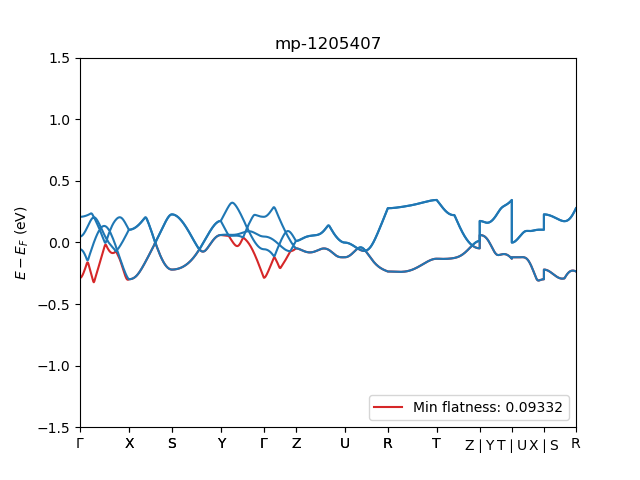 mp-1205407
1.5
1.0
0.5
0.0
−0.5
−1.0
−1.5
E − E_F (eV)
Min flatness: 0.09332
Γ X S Y Γ Z U R T Z | Y T | U X | S R